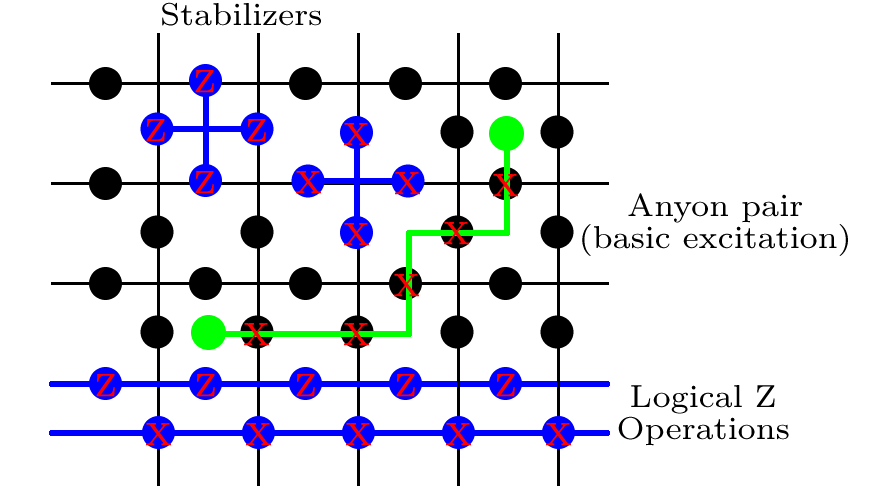 Stabilizers
Z
Z Z X
Z X X X
X X
X
X X
Anyon pair
(basic excitation)
Z Z Z Z Z
X X X X X
Logical Z
Operations